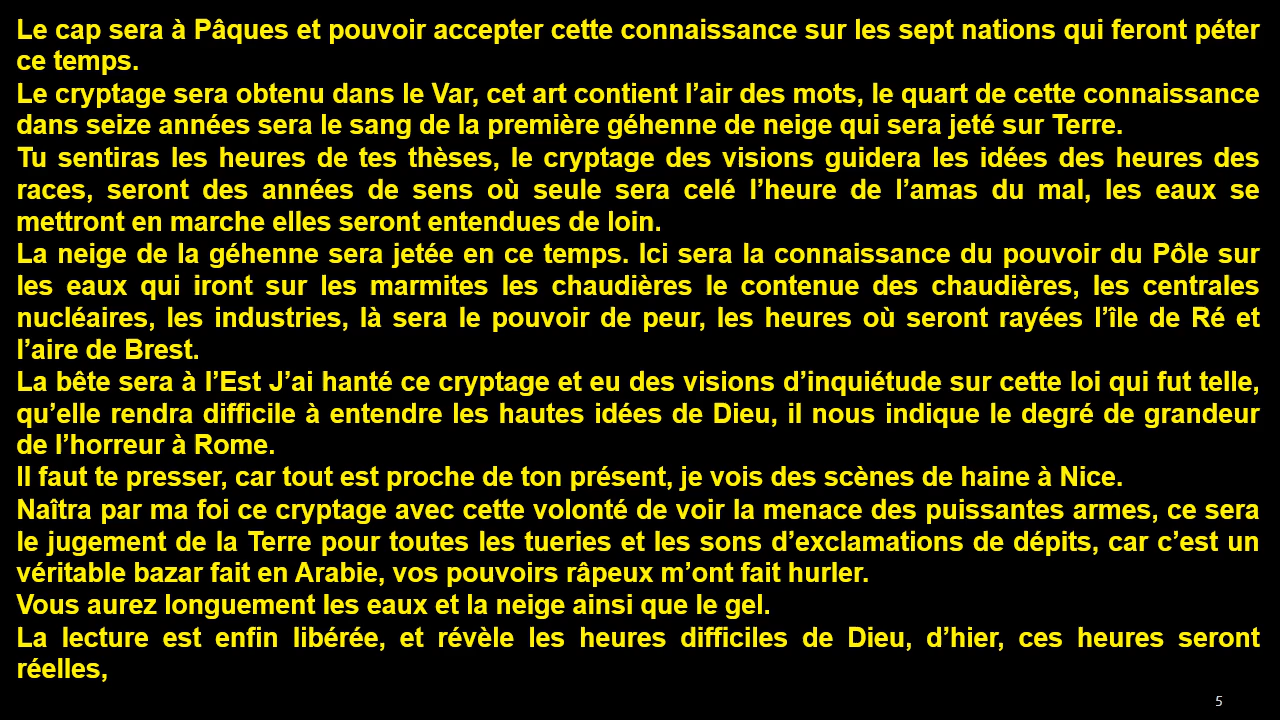 Le cap sera à Pâques et pouvoir accepter cette connaissance sur les sept nations qui feront péter
ce temps.
Le cryptage sera obtenu dans le Var, cet art contient l’air des mots, le quart de cette connaissance
dans seize années sera le sang de la première géhenne de neige qui sera jeté sur Terre.
Tu sentiras les heures de tes thèses, le cryptage des visions guidera les idées des heures des
races, seront des années de sens où seule sera celé l’heure de l’amas du mal, les eaux se
mettront en marche elles seront entendues de loin.
La neige de la géhenne sera jetée en ce temps. Ici sera la connaissance du pouvoir du Pôle sur
les eaux qui iront sur les marmites les chaudières le contenue des chaudières, les centrales
nucléaires, les industries, là sera le pouvoir de peur, les heures où seront rayées l’île de Ré et
l’aire de Brest.
La bête sera à l’Est J’ai hanté ce cryptage et eu des visions d’inquiétude sur cette loi qui fut telle,
qu’elle rendra difficile à entendre les hautes idées de Dieu, il nous indique le degré de grandeur
de l’horreur à Rome.
Il faut te presser, car tout est proche de ton présent, je vois des scènes de haine à Nice.
Naîtra par ma foi ce cryptage avec cette volonté de voir la menace des puissantes armes, ce sera
le jugement de la Terre pour toutes les tueries et les sons d’exclamations de dépits, car c’est un
véritable bazar fait en Arabie, vos pouvoirs râpeux m’ont fait hurler.
Vous aurez longuement les eaux et la neige ainsi que le gel.
La lecture est enfin libérée, et révèle les heures difficiles de Dieu, d’hier, ces heures seront
réelles,
5